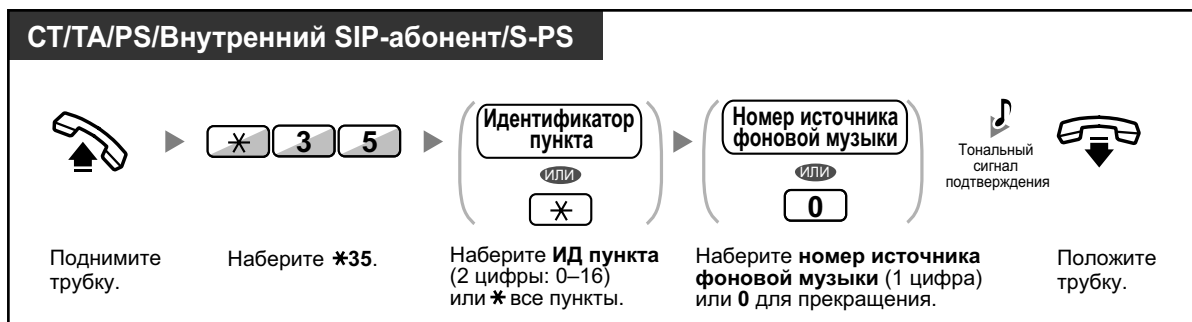 CT/TA/PS/Внутренний SIP-абонент/S-PS
* 3 5
Идентификатор
пункта
или
*
Номер источника
фоновой музыки
или
0
Тональный
сигнал
подтверждения
Поднимите
трубку.
Наберите *35.
Наберите ИД пункта
(2 цифры: 0–16)
или * все пункты.
Наберите номер источника
фоновой музыки (1 цифра)
или 0 для прекращения.
Положите
трубку.